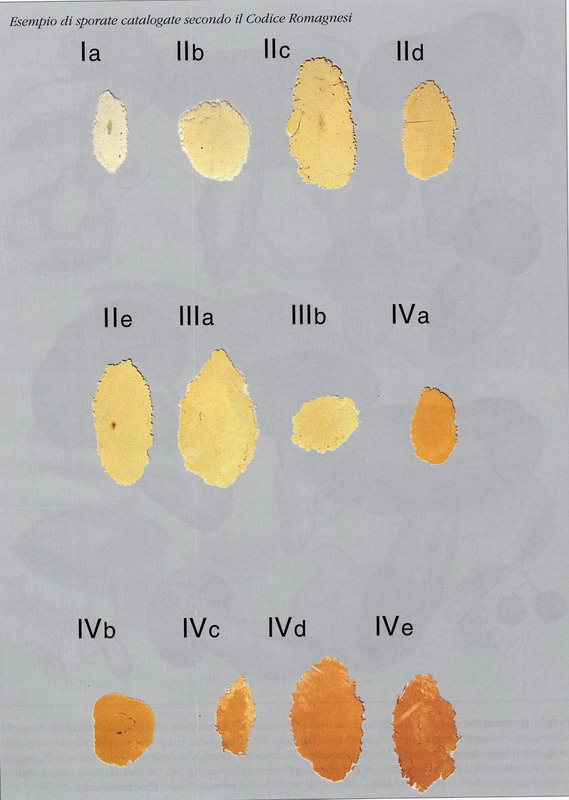 Esempio di sporate catalogate secondo il Codice Romagnesi
Ia IIb IIc IId
IIe IIIa IIIb IVa
IVb IVc IVd IVe